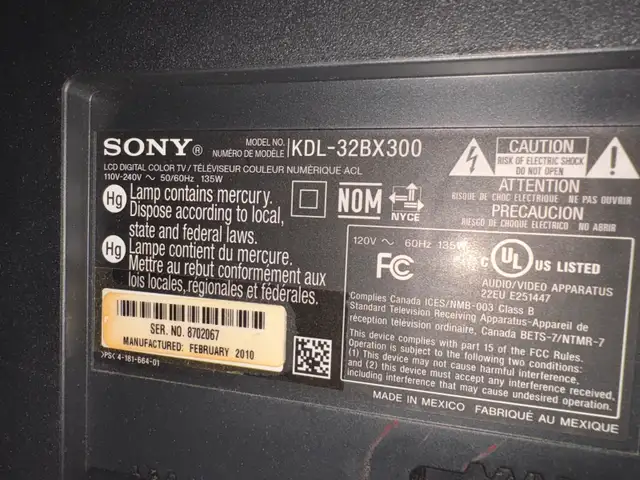 SONY®
MODEL NO.
NUMÉRO DE MODÈLE
KDL-32BX300
LCD DIGITAL COLOR TV / TÉLÉVISEUR COULEUR NUMÉRIQUE ACL
110V-240V ~ 50/60Hz 135W
Hg
Lamp contains mercury.
Dispose according to local,
state and federal laws.
Hg
Lampe contient du mercure.
Mettre au rebut conformément aux
lois locales, régionales et fédérales.
NOM
NYCE
SER. NO. 8702067
MANUFACTURED: FEBRUARY 2010
>PS< 4-181-664-01
CAUTION
RISK OF ELECTRIC SHOCK
DO NOT OPEN
ATTENTION
RISQUE DE CHOC ELECTRIQUE NE PAS OUVRIR
PRECAUCION
RIESGO DE CHOQUE ELECTRICO NO ABRIR
120V ~ 60Hz 135W
FC
C UL US LISTED
AUDIO/VIDEO APPARATUS
22EU E251447
Complies Canada ICES/NMB-003 Class B
Standard Television Receiving Apparatus-Appareil de
réception télévision ordinaire, Canada BETS-7/NTMR-7
This device complies with part 15 of the FCC Rules.
Operation is subject to the following two conditions:
(1) This device may not cause harmful interference,
and (2) this device must accept any interference received,
including interference that may cause undesired operation.
MADE IN MEXICO FABRIQUÉ AU MEXIQUE